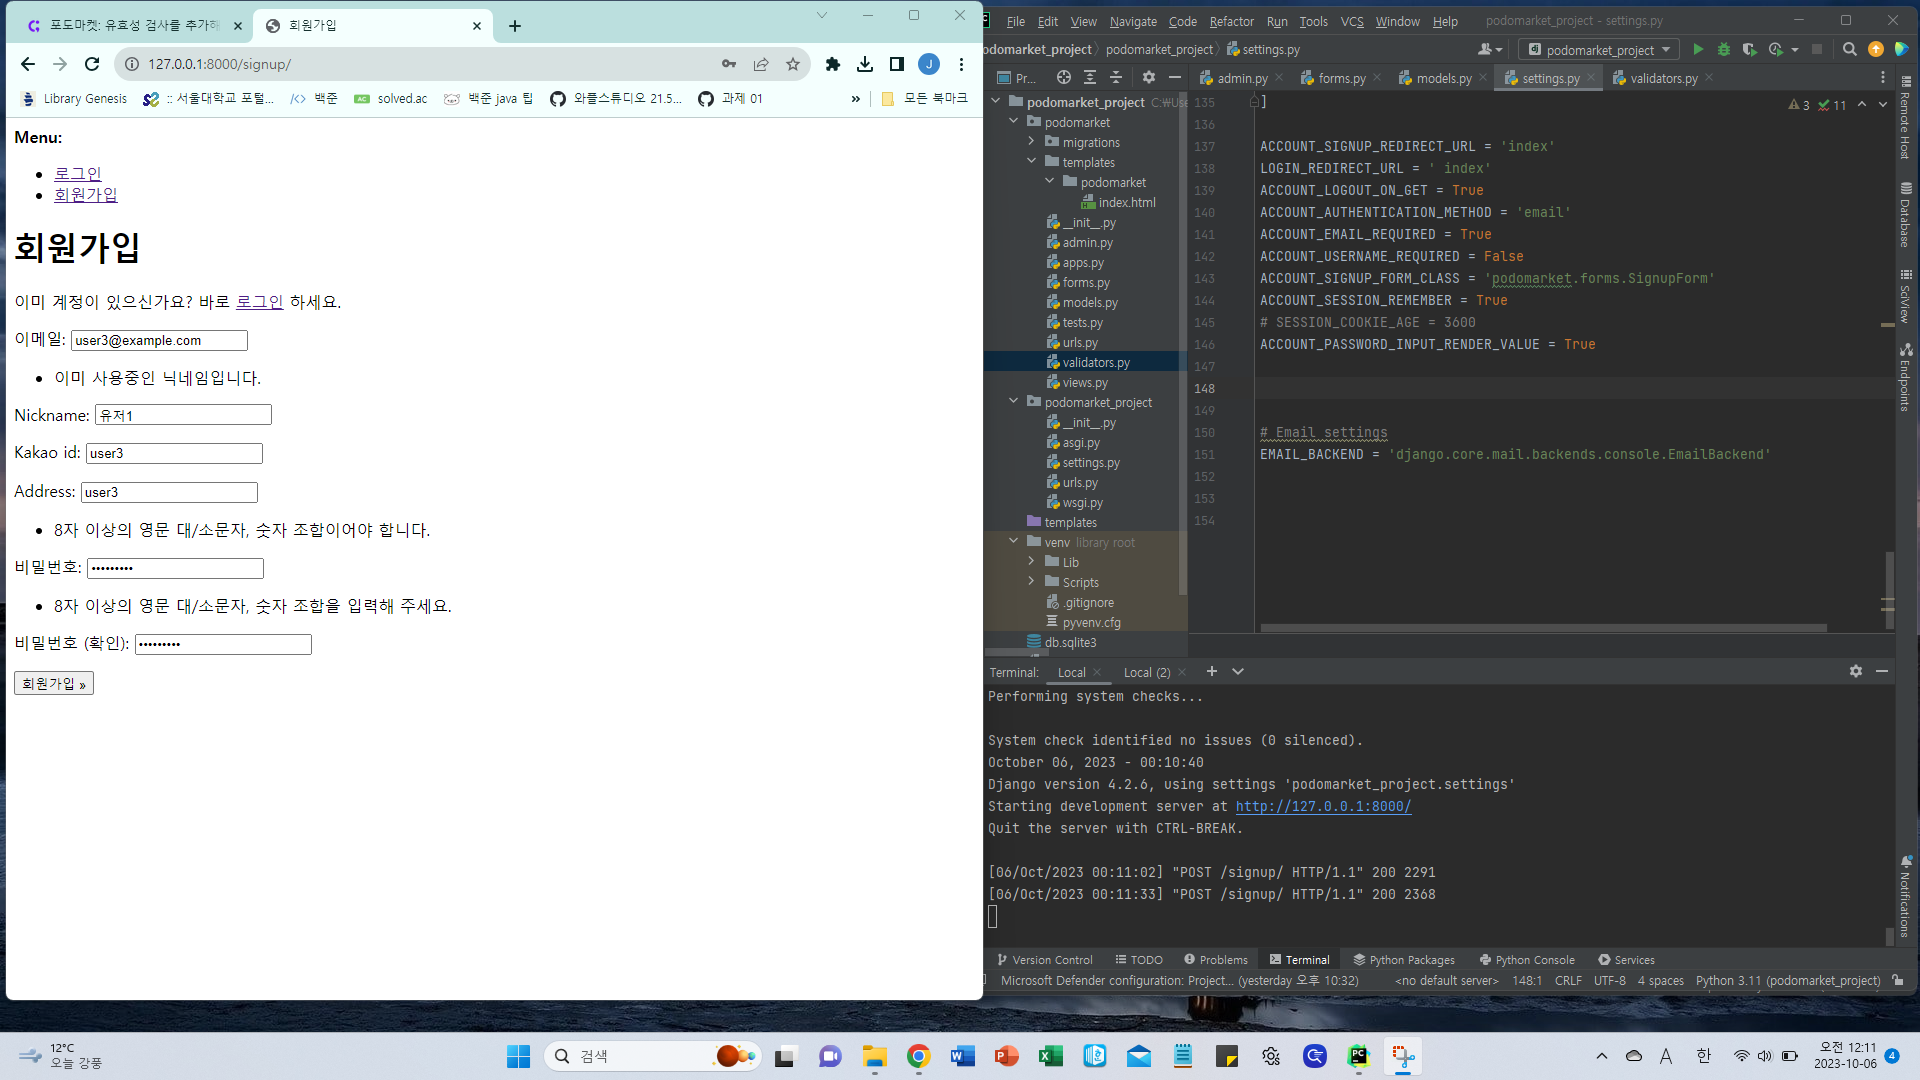 포도마켓: 유효성 검사를 추가해
회원가입
127.0.0.1:8000/signup/
Library Genesis
:: 서울대학교 포털...
백준
solved.ac
백준 java 팁
와플스튜디오 21.5...
과제 01
»
모든 북마크
Menu:
로그인
회원가입
회원가입
이미 계정이 있으신가요? 바로 로그인 하세요.
이메일: user3@example.com
이미 사용중인 닉네임입니다.
Nickname: 유저1
Kakao id: user3
Address: user3
8자 이상의 영문 대/소문자, 숫자 조합이어야 합니다.
비밀번호: •••••••••
8자 이상의 영문 대/소문자, 숫자 조합을 입력해 주세요.
비밀번호 (확인): •••••••••
회원가입 »
File Edit View Navigate Code Refactor Run Tools VCS Window Help podomarket_project - settings.py
odomarket_project podomarket_project settings.py
podomarket_project
Pr...
admin.py forms.py models.py settings.py validators.py
podomarket_project C:₩Use
podomarket
migrations
templates
podomarket
index.html
__init__.py
admin.py
apps.py
forms.py
models.py
tests.py
urls.py
validators.py
views.py
podomarket_project
__init__.py
asgi.py
settings.py
urls.py
wsgi.py
templates
venv library root
Lib
Scripts
.gitignore
pyvenv.cfg
db.sqlite3
3 11
135 ]
136
137 ACCOUNT_SIGNUP_REDIRECT_URL = 'index'
138 LOGIN_REDIRECT_URL = ' index'
139 ACCOUNT_LOGOUT_ON_GET = True
140 ACCOUNT_AUTHENTICATION_METHOD = 'email'
141 ACCOUNT_EMAIL_REQUIRED = True
142 ACCOUNT_USERNAME_REQUIRED = False
143 ACCOUNT_SIGNUP_FORM_CLASS = 'podomarket.forms.SignupForm'
144 ACCOUNT_SESSION_REMEMBER = True
145 # SESSION_COOKIE_AGE = 3600
146 ACCOUNT_PASSWORD_INPUT_RENDER_VALUE = True
147
148
149
150 # Email settings
151 EMAIL_BACKEND = 'django.core.mail.backends.console.EmailBackend'
152
153
154
Remote Host
Database
SciView
Endpoints
Notifications
Terminal: Local Local (2)
Performing system checks...
System check identified no issues (0 silenced).
October 06, 2023 - 00:10:40
Django version 4.2.6, using settings 'podomarket_project.settings'
Starting development server at http://127.0.0.1:8000/
Quit the server with CTRL-BREAK.
[06/Oct/2023 00:11:02] "POST /signup/ HTTP/1.1" 200 2291
[06/Oct/2023 00:11:33] "POST /signup/ HTTP/1.1" 200 2368
Version Control TODO Problems Terminal Python Packages Python Console Services
Microsoft Defender configuration: Project... (yesterday 오후 10:32) <no default server> 148:1 CRLF UTF-8 4 spaces Python 3.11 (podomarket_project)
12°C
오늘 강풍
검색
A 한
오전 12:11
2023-10-06
4